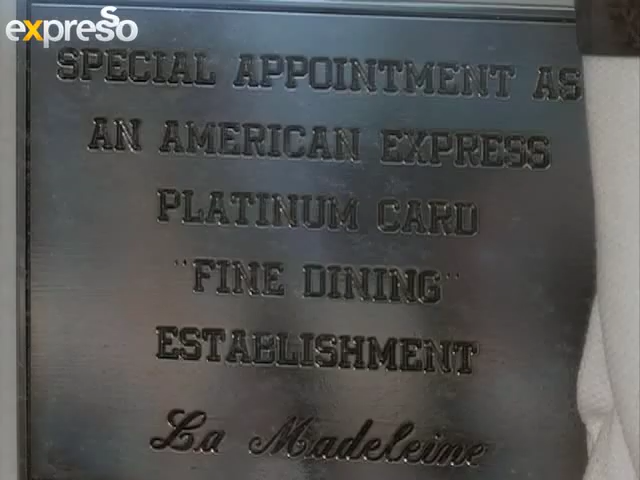 expresso
SPECIAL APPOINTMENT AS
AN AMERICAN EXPRESS
PLATINUM CARD
"FINE DINING"
ESTABLISHMENT
La Madeleine